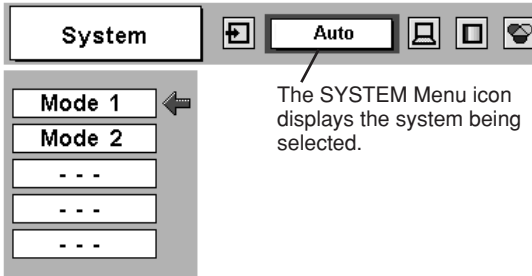 System
Auto
The SYSTEM Menu icon
displays the system being
selected.
Mode 1
Mode 2
- - -
- - -
- - -